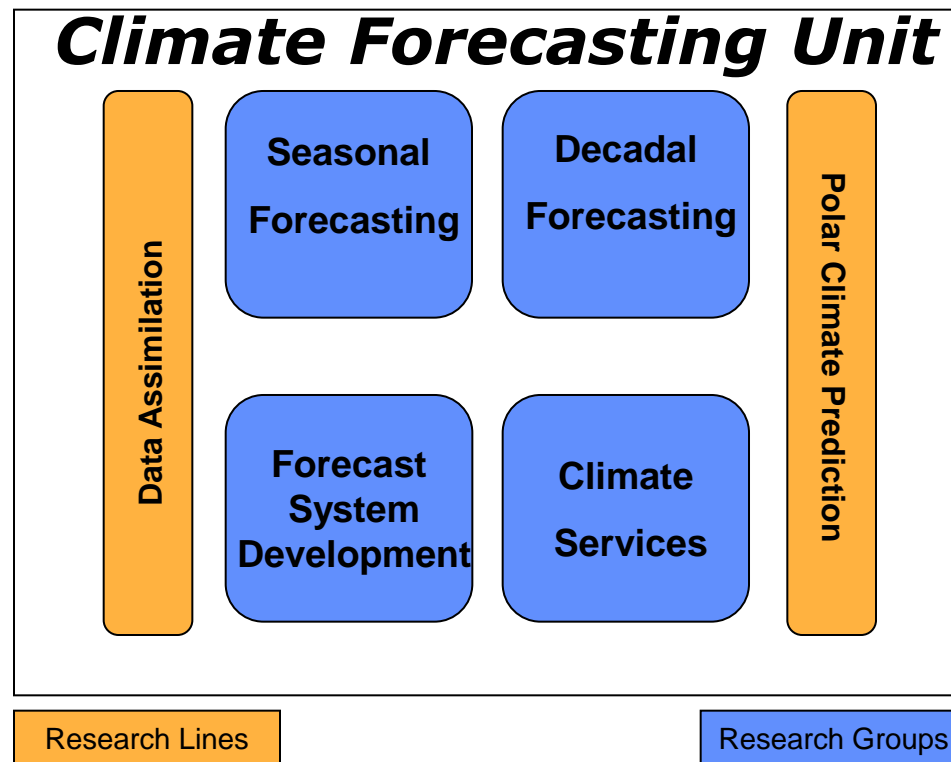 Climate Forecasting Unit
Data Assimilation
Seasonal
Forecasting
Decadal
Forecasting
Forecast
System
Development
Climate
Services
Polar Climate Prediction
Research Lines
Research Groups